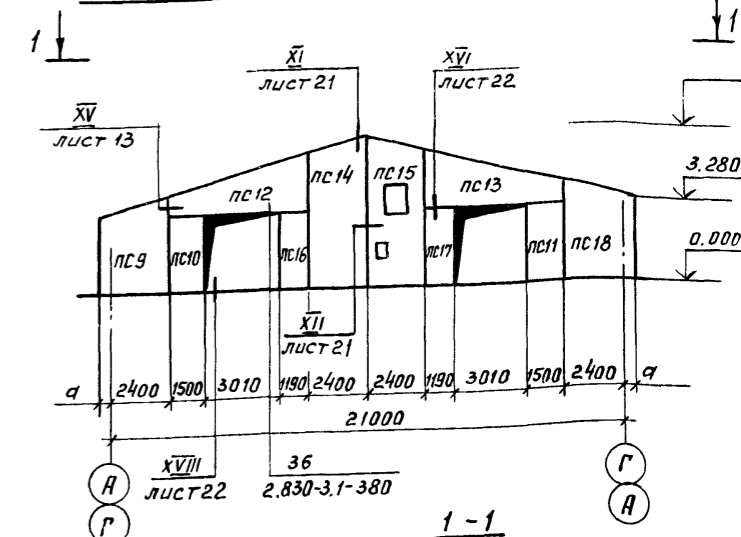 1
1
XI
лист 21
XVI
лист 22
XV
лист 13
3.280
0.000
ПС9
ПС10
ПС12
ПС16
ПС14
ПС15
ПС17
ПС13
ПС11
ПС18
XII
лист 21
a 2400 1500 3010 1190 2400 2400 1190 3010 1500 2400 a
21000
XVIII
лист 22
36
2.830-3.1-380
А
Г
Г
А
1-1